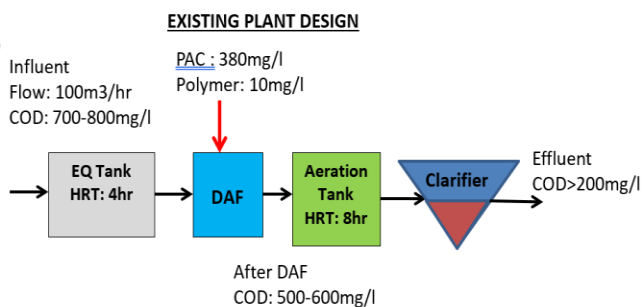 EXISTING PLANT DESIGN
Influent
Flow: 100m3/hr
COD: 700-800mg/l
PAC : 380mg/l
Polymer: 10mg/l
EQ Tank
HRT: 4hr
DAF
Aeration
Tank
HRT: 8hr
Clarifier
Effluent
COD>200mg/l
After DAF
COD: 500-600mg/l